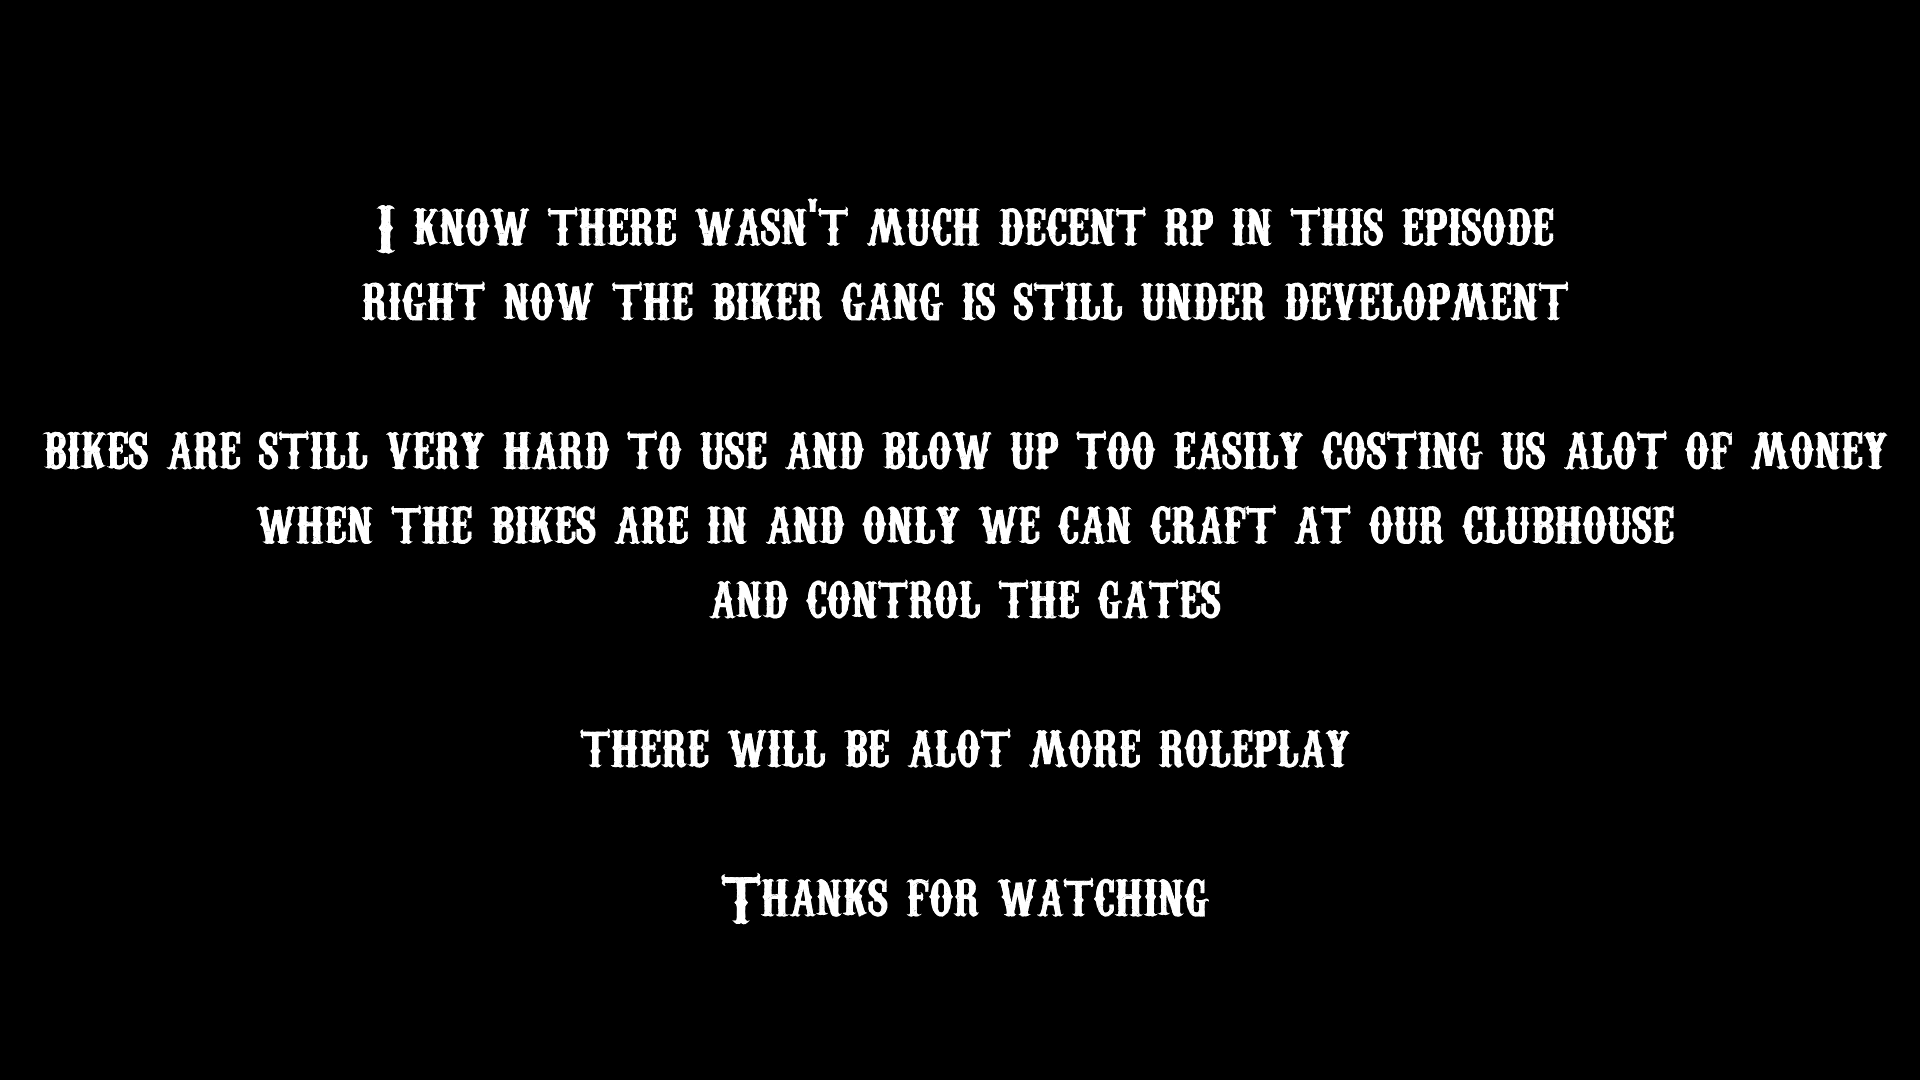 I know there wasn't much decent rp in this episode
right now the biker gang is still under development
bikes are still very hard to use and blow up too easily costing us alot of money
when the bikes are in and only we can craft at our clubhouse
and control the gates
there will be alot more roleplay
Thanks for watching